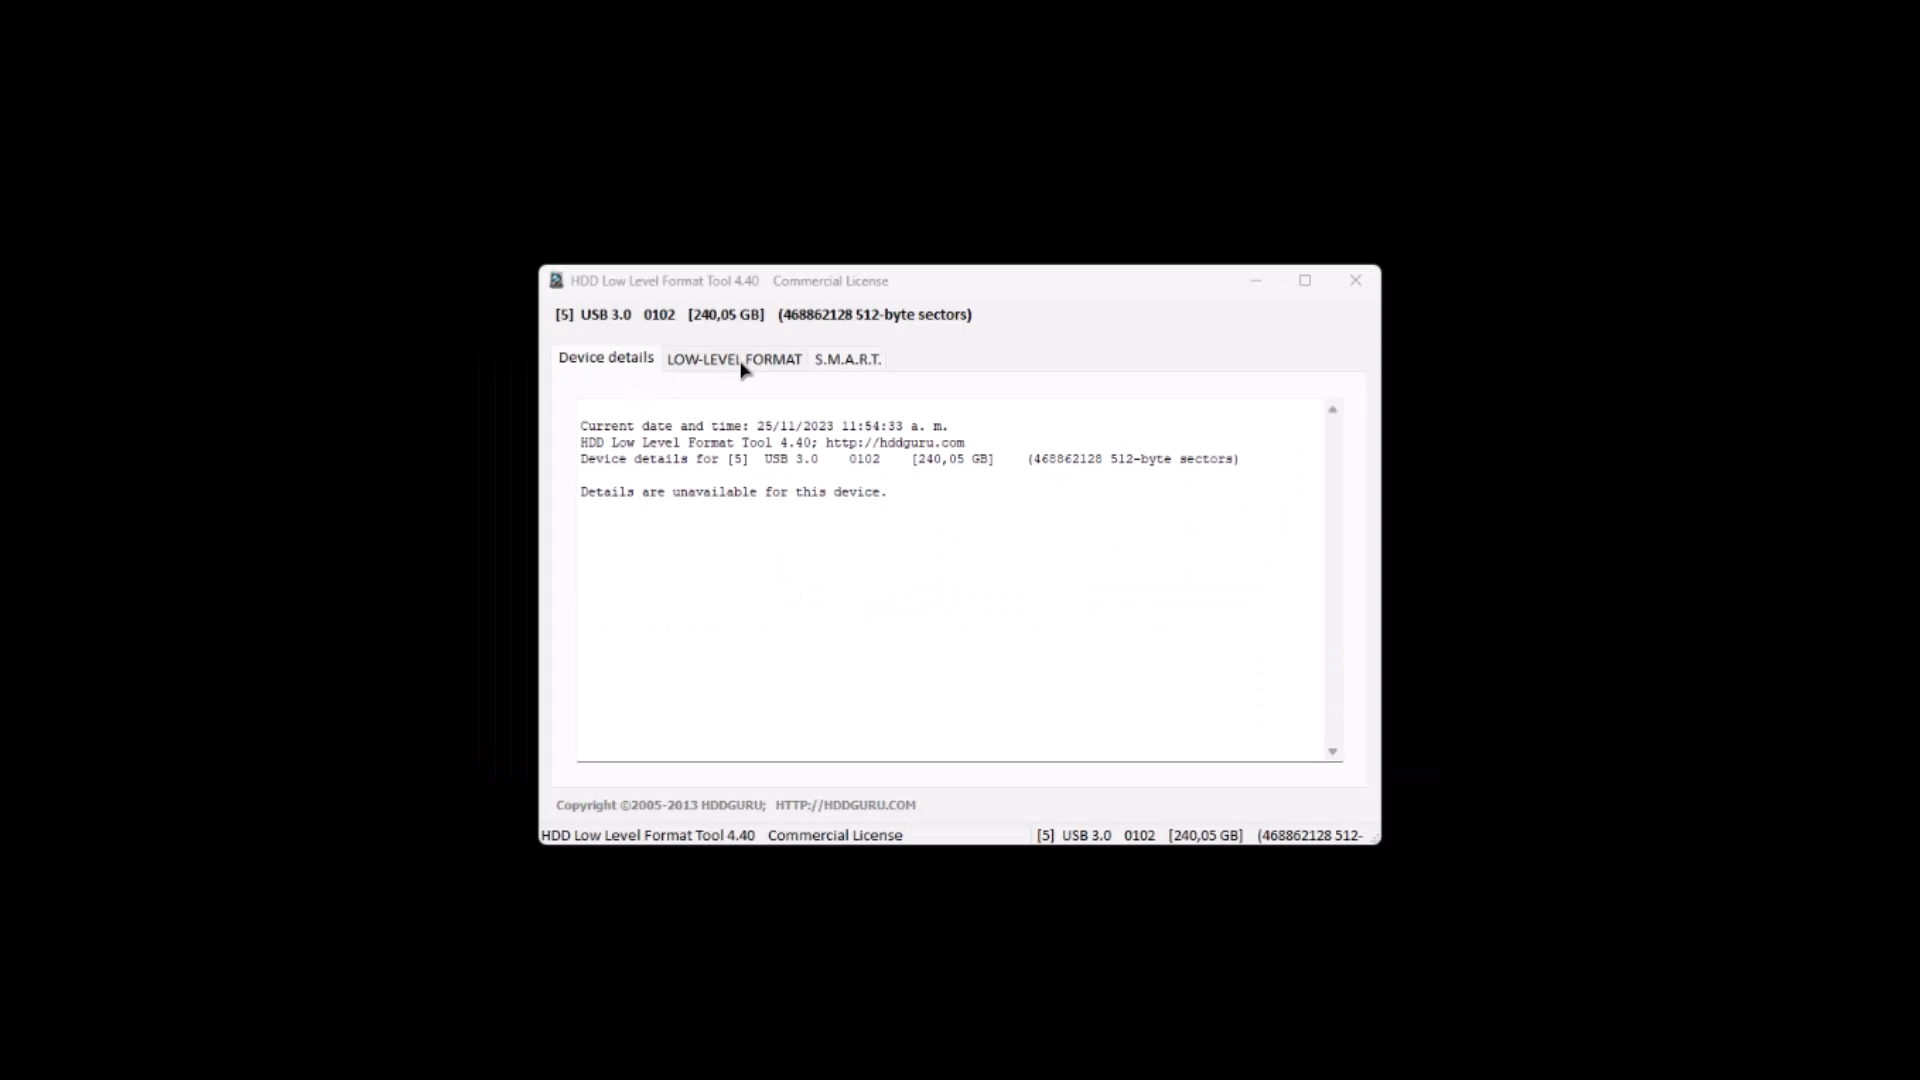 HDD Low Level Format Tool 4.40 Commercial License
[5] USB 3.0 0102 [240,05 GB] (468862128 512-byte sectors)
Device details LOW-LEVEL FORMAT S.M.A.R.T.
Current date and time: 25/11/2023 11:54:33 a. m.
HDD Low Level Format Tool 4.40; http://hddguru.com
Device details for [5] USB 3.0 0102 [240,05 GB] (468862128 512-byte sectors)
Details are unavailable for this device.
Copyright ©2005-2013 HDDGURU; HTTP://HDDGURU.COM
HDD Low Level Format Tool 4.40 Commercial License [5] USB 3.0 0102 [240,05 GB] (468862128 512-